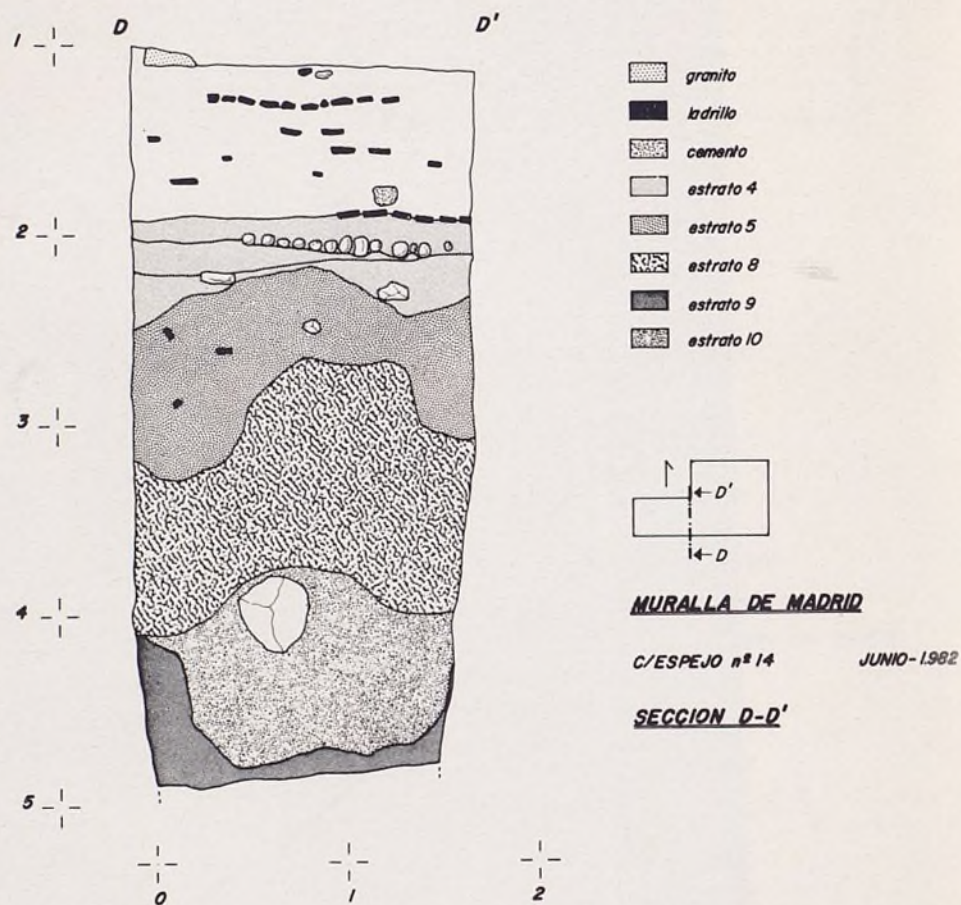 D D'
1
2
3
4
5
0 1 2
granito
ladrillo
cemento
estrato 4
estrato 5
estrato 8
estrato 9
estrato 10
D'
D
MURALLA DE MADRID
C/ESPEJO nº 14 JUNIO-1.982
SECCION D-D'